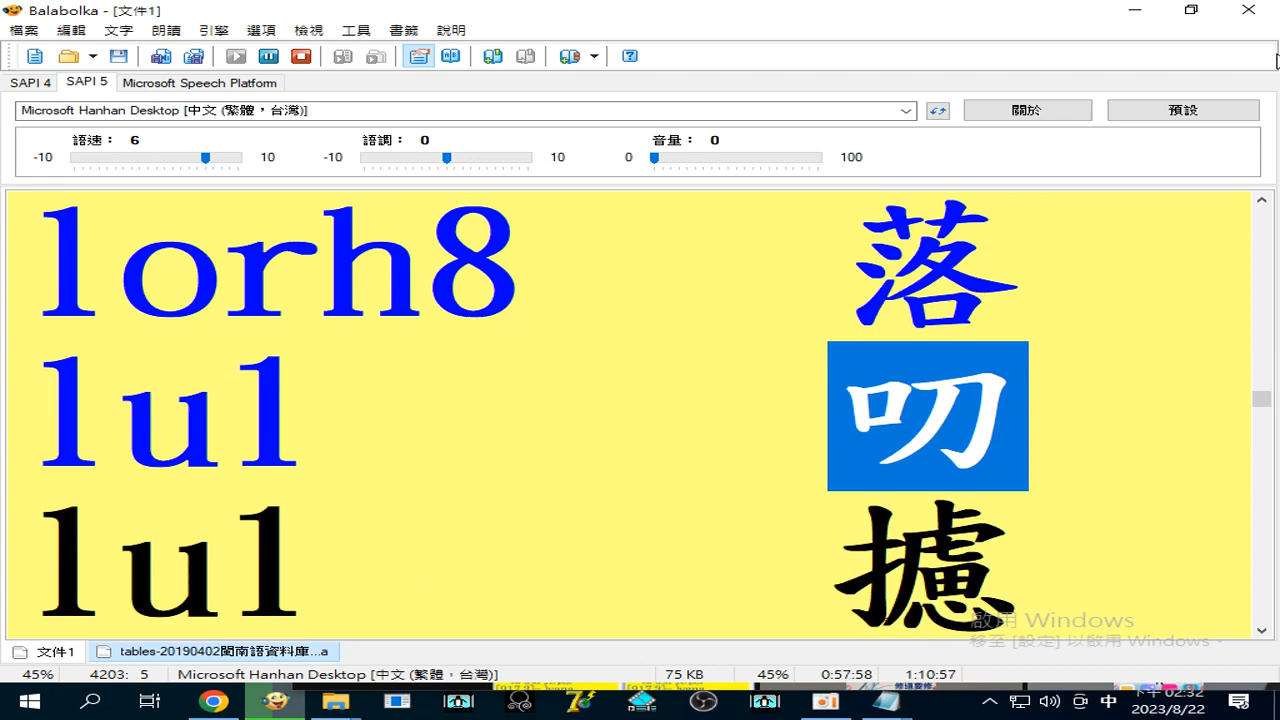 Balabolka - [文件1]
檔案 編輯 文字 朗讀 引擎 選項 檢視 工具 書籤 說明
SAPI 4 SAPI 5 Microsoft Speech Platform
Microsoft Hanhan Desktop [中文 (繁體，台灣)] 關於 預設
語速： 6 語調： 0 音量： 0
-10 10 -10 10 0 100
lorh8 落
lu1 叨
lu1 攄
啟用 Windows
移至 [設定] 以啟用 Windows。
文件1 tables-20190402閩南語資料庫...a
45% 4203: 5 Microsoft Hanhan Desktop [中文 (繁體，台灣)] 75 KB 45% 0:57:58 1:10:57
中 下午 02:32
2023/8/22